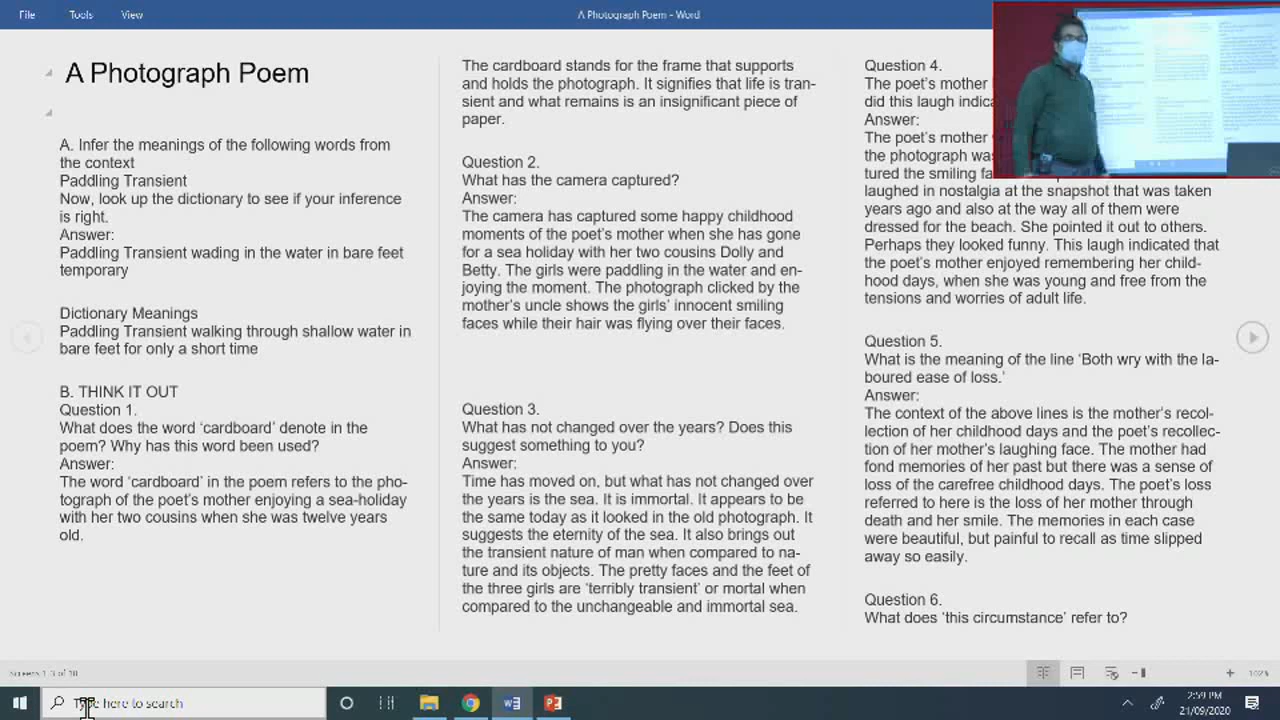 File Tools View
A Photograph Poem - Word
A Photograph Poem
A. Infer the meanings of the following words from
the context
Paddling Transient
Now, look up the dictionary to see if your inference
is right.
Answer:
Paddling Transient wading in the water in bare feet
temporary
Dictionary Meanings
Paddling Transient walking through shallow water in
bare feet for only a short time
B. THINK IT OUT
Question 1.
What does the word ‘cardboard’ denote in the
poem? Why has this word been used?
Answer:
The word ‘cardboard’ in the poem refers to the pho-
tograph of the poet’s mother enjoying a sea-holiday
with her two cousins when she was twelve years
old.
The cardboard stands for the frame that supports
and holds the photograph. It signifies that life is tran-
sient and what remains is an insignificant piece of
paper.
Question 2.
What has the camera captured?
Answer:
The camera has captured some happy childhood
moments of the poet’s mother when she has gone
for a sea holiday with her two cousins Dolly and
Betty. The girls were paddling in the water and en-
joying the moment. The photograph clicked by the
mother’s uncle shows the girls’ innocent smiling
faces while their hair was flying over their faces.
Question 3.
What has not changed over the years? Does this
suggest something to you?
Answer:
Time has moved on, but what has not changed over
the years is the sea. It is immortal. It appears to be
the same today as it looked in the old photograph. It
suggests the eternity of the sea. It also brings out
the transient nature of man when compared to na-
ture and its objects. The pretty faces and the feet of
the three girls are ‘terribly transient’ or mortal when
compared to the unchangeable and immortal sea.
Question 4.
The poet’s mother
did this laugh
Answer:
The poet’s mother
the photograph was
tured the smiling
laughed in nostalgia at the snapshot that was taken
years ago and also at the way all of them were
dressed for the beach. She pointed it out to others.
Perhaps they looked funny. This laugh indicated that
the poet’s mother enjoyed remembering her child-
hood days, when she was young and free from the
tensions and worries of adult life.
Question 5.
What is the meaning of the line ‘Both wry with the la-
boured ease of loss.’
Answer:
The context of the above lines is the mother’s recol-
lection of her childhood days and the poet’s recollec-
tion of her mother’s laughing face. The mother had
fond memories of her past but there was a sense of
loss of the carefree childhood days. The poet’s loss
referred to here is the loss of her mother through
death and her smile. The memories in each case
were beautiful, but painful to recall as time slipped
away so easily.
Question 6.
What does ‘this circumstance’ refer to?
Screens 1-3 of 10
102%
Type here to search
2:59 PM
21/09/2020